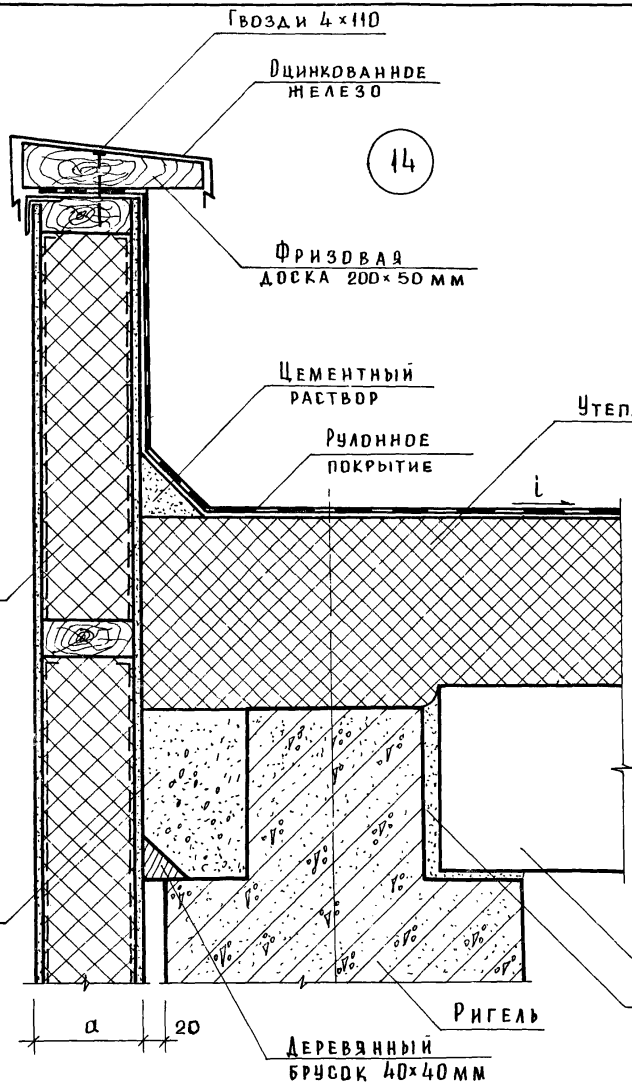 Гвозди 4×110
Оцинкованное
железо
14
Фризовая
доска 200×50 мм
Цементный
раствор
Утеп
Рулонное
покрытие
i
а
20
Ригель
Деревянный
брусок 40×40 мм